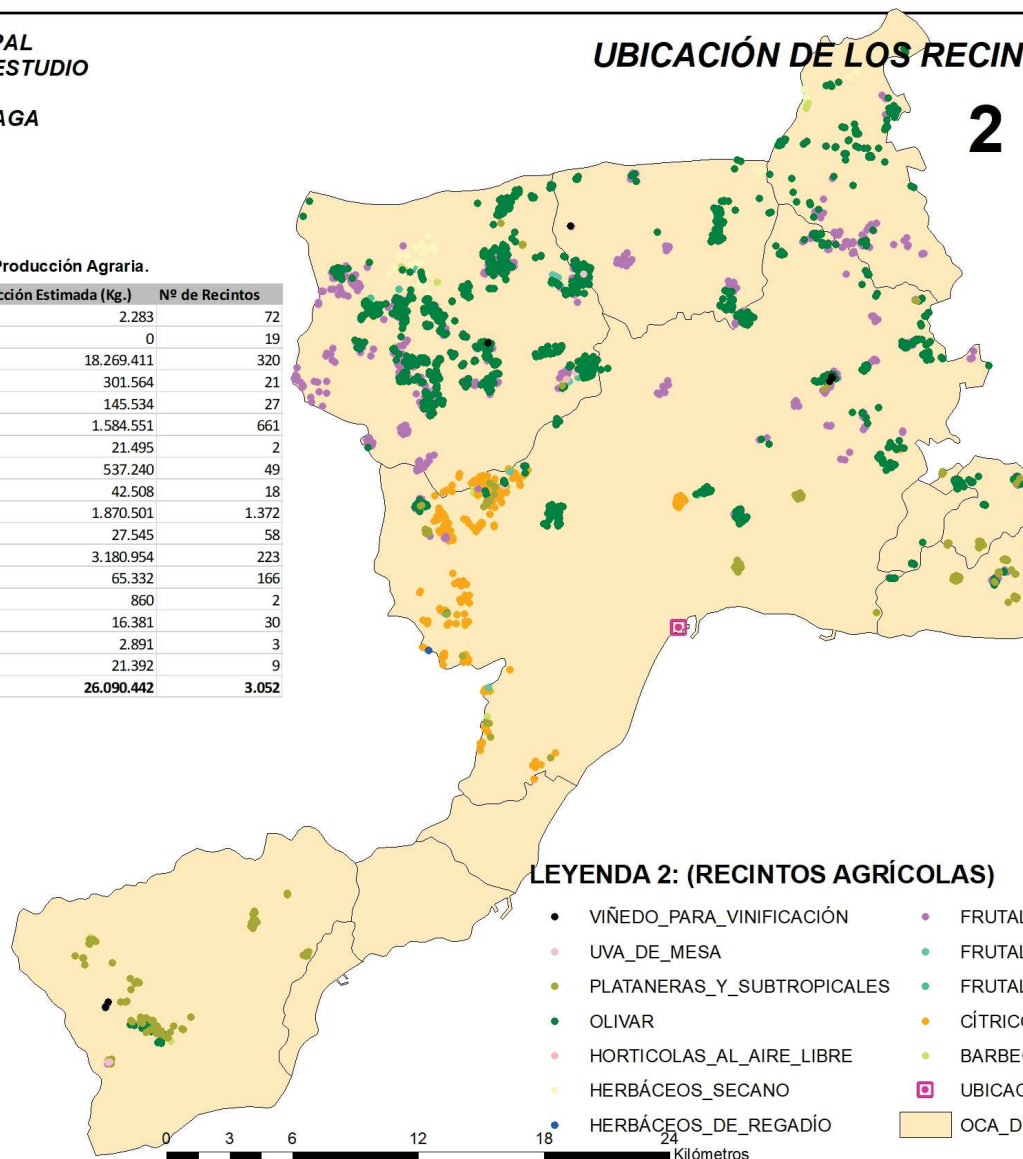 PAL
UBICACIÓN DE LOS RECIN
ESTUDIO
AGA
2
Producción Agraria.
cción Estimada (Kg.) Nº de Recintos
2.283 72
0 19
18.269.411 320
301.564 21
145.534 27
1.584.551 661
21.495 2
537.240 49
42.508 18
1.870.501 1.372
27.545 58
3.180.954 223
65.332 166
860 2
16.381 30
2.891 3
21.392 9
26.090.442 3.052
LEYENDA 2: (RECINTOS AGRÍCOLAS)
VIÑEDO_PARA_VINIFICACIÓN FRUTAL
UVA_DE_MESA FRUTAL
PLATANERAS_Y_SUBTROPICALES FRUTAL
OLIVAR CÍTRICO
HORTICOLAS_AL_AIRE_LIBRE BARBE
HERBÁCEOS_SECANO UBICAC
HERBÁCEOS_DE_REGADÍO OCA_D
0 3 6 12 18 24
Kilómetros